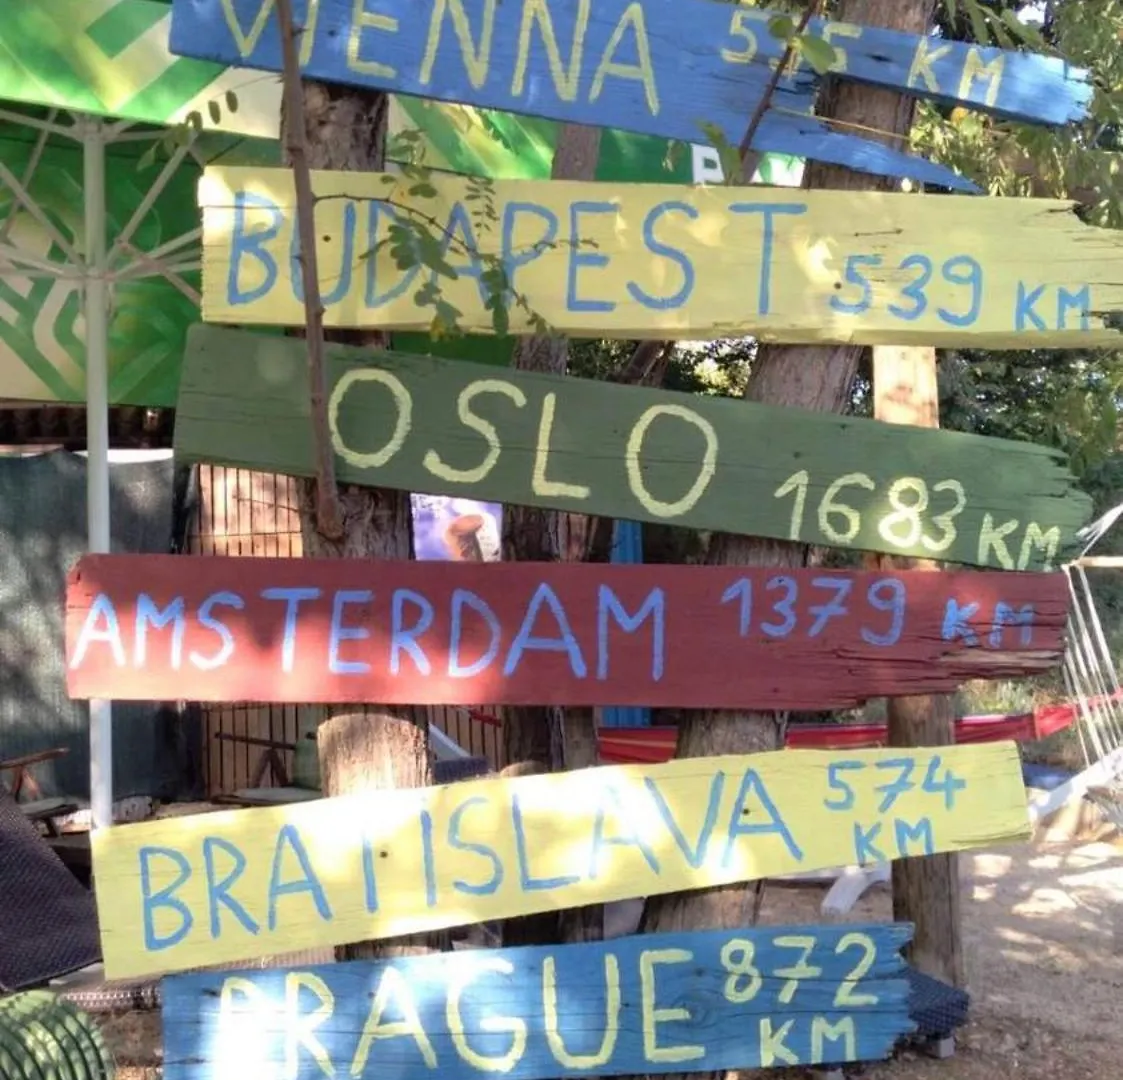 VIENNA KM
BUDAPEST 539 KM
OSLO 1683 KM
AMSTERDAM 1379 KM
BRATISLAVA 574
KM
PRAGUE 872
KM